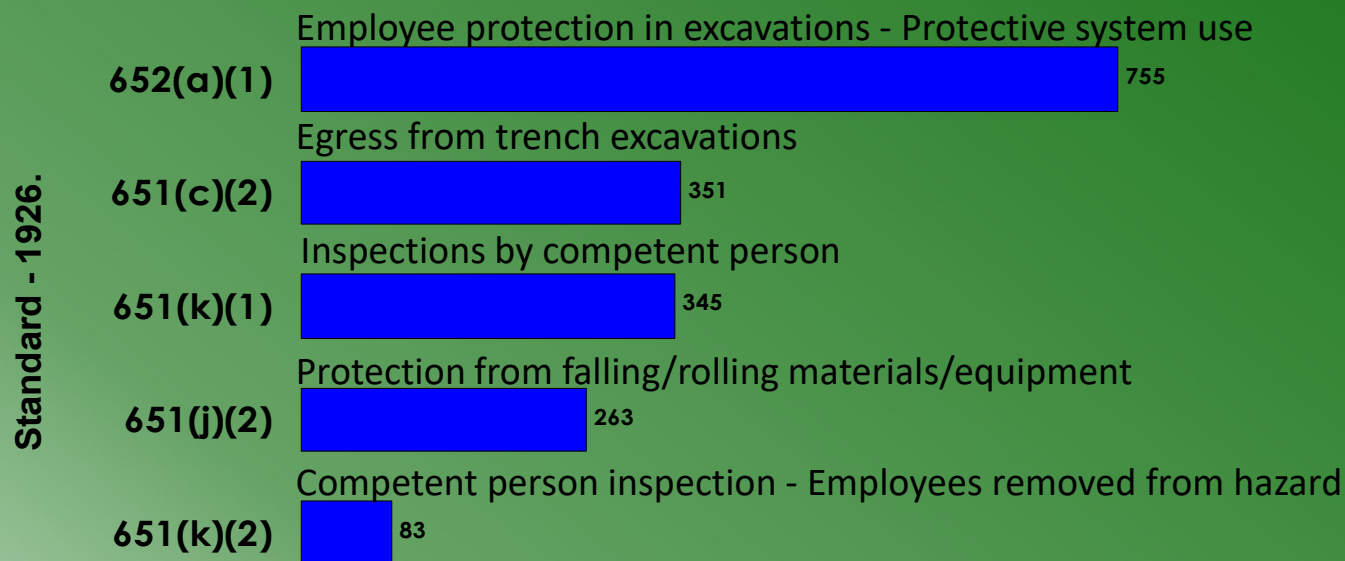 Standard - 1926.
Employee protection in excavations - Protective system use
652(a)(1)
755
Egress from trench excavations
651(c)(2)
351
Inspections by competent person
651(k)(1)
345
Protection from falling/rolling materials/equipment
651(j)(2)
263
Competent person inspection - Employees removed from hazard
651(k)(2)
83